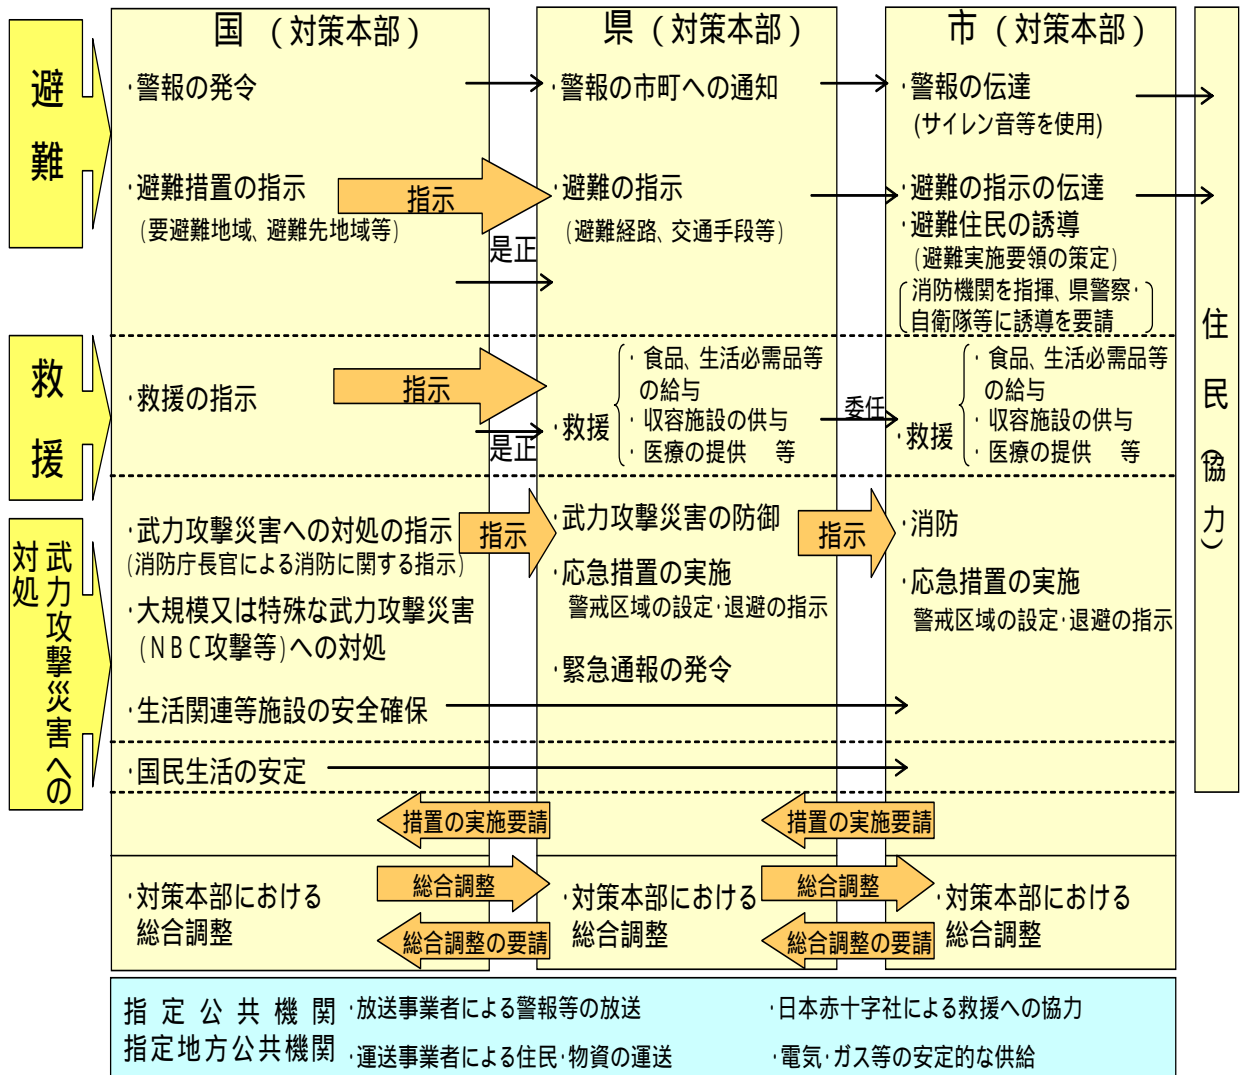 国（対策本部）
県（対策本部）
市（対策本部）
避難
・警報の発令
・警報の市町への通知
・警報の伝達
(サイレン音等を使用)
・避難措置の指示
(要避難地域、避難先地域等)
指示
是正
・避難の指示
(避難経路、交通手段等)
・避難の指示の伝達
・避難住民の誘導
(避難実施要領の策定)
消防機関を指揮、県警察・
自衛隊等に誘導を要請
救援
・救援の指示
指示
是正
・救援
・食品、生活必需品等
の給与
・収容施設の供与
・医療の提供　等
委任
・救援
・食品、生活必需品等
の給与
・収容施設の供与
・医療の提供　等
武力攻撃災害への
対処
・武力攻撃災害への対処の指示
(消防庁長官による消防に関する指示)
・大規模又は特殊な武力攻撃災害
(ＮＢＣ攻撃等)への対処
・生活関連等施設の安全確保
指示
・武力攻撃災害の防御
・応急措置の実施
警戒区域の設定・退避の指示
・緊急通報の発令
指示
・消防
・応急措置の実施
警戒区域の設定・退避の指示
・国民生活の安定
措置の実施要請
措置の実施要請
・対策本部における
総合調整
総合調整
総合調整の要請
・対策本部における
総合調整
総合調整
総合調整の要請
・対策本部における
総合調整
住民（協力）
指定公共機関
指定地方公共機関
・放送事業者による警報等の放送
・日本赤十字社による救援への協力
・運送事業者による住民・物資の運送
・電気・ガス等の安定的な供給